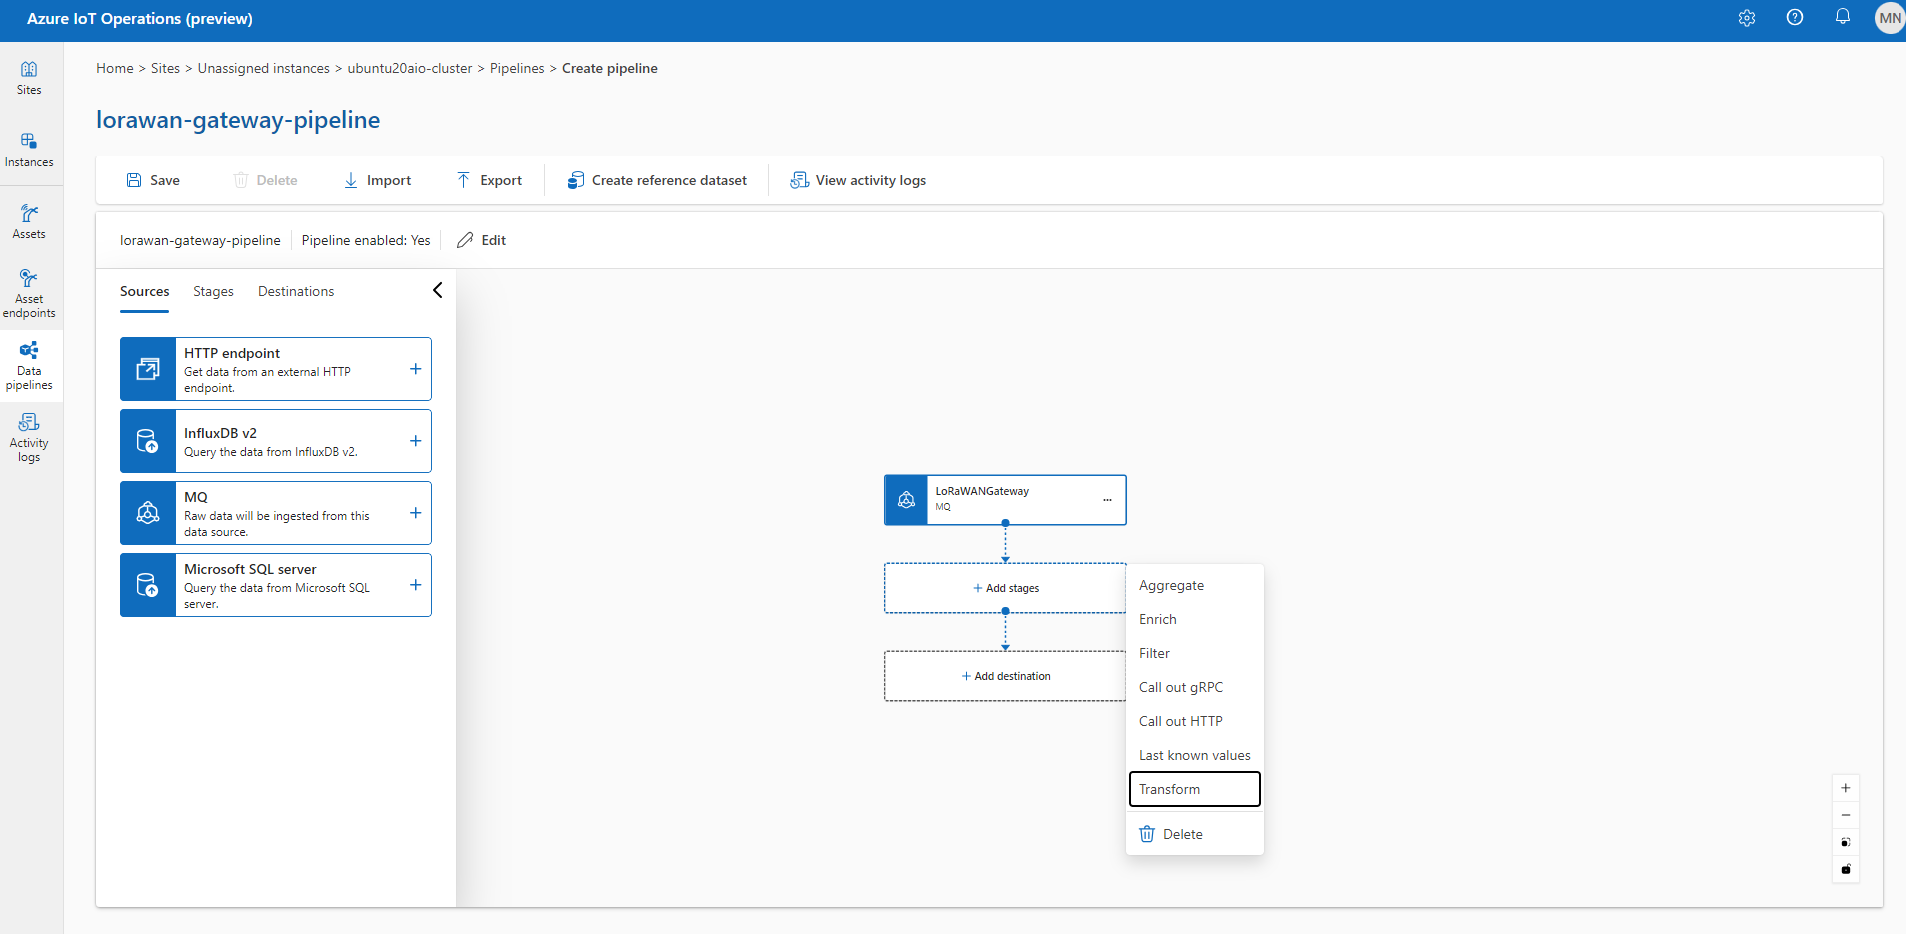 Azure IoT Operations (preview)
MN
Sites
Instances
Assets
Asset
endpoints
Data
pipelines
Activity
logs
Home > Sites > Unassigned instances > ubuntu20aio-cluster > Pipelines > Create pipeline
lorawan-gateway-pipeline
Save Delete Import Export Create reference dataset View activity logs
lorawan-gateway-pipeline Pipeline enabled: Yes Edit
Sources Stages Destinations
HTTP endpoint
Get data from an external HTTP
endpoint.
InfluxDB v2
Query the data from InfluxDB v2.
MQ
Raw data will be ingested from this
data source.
Microsoft SQL server
Query the data from Microsoft SQL
server.
LoRaWANGateway
MQ
+ Add stages
+ Add destination
Aggregate
Enrich
Filter
Call out gRPC
Call out HTTP
Last known values
Transform
Delete